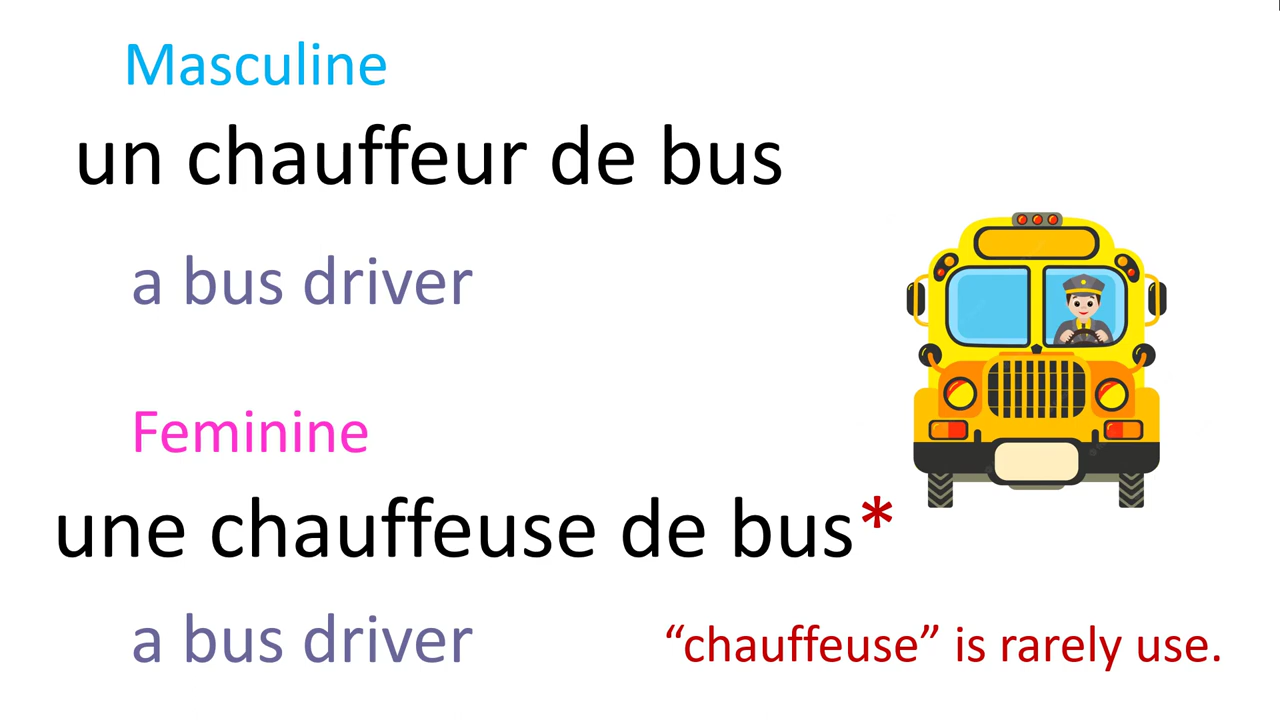 Masculine
un chauffeur de bus
a bus driver
Feminine
une chauffeuse de bus*
a bus driver
“chauffeuse” is rarely use.